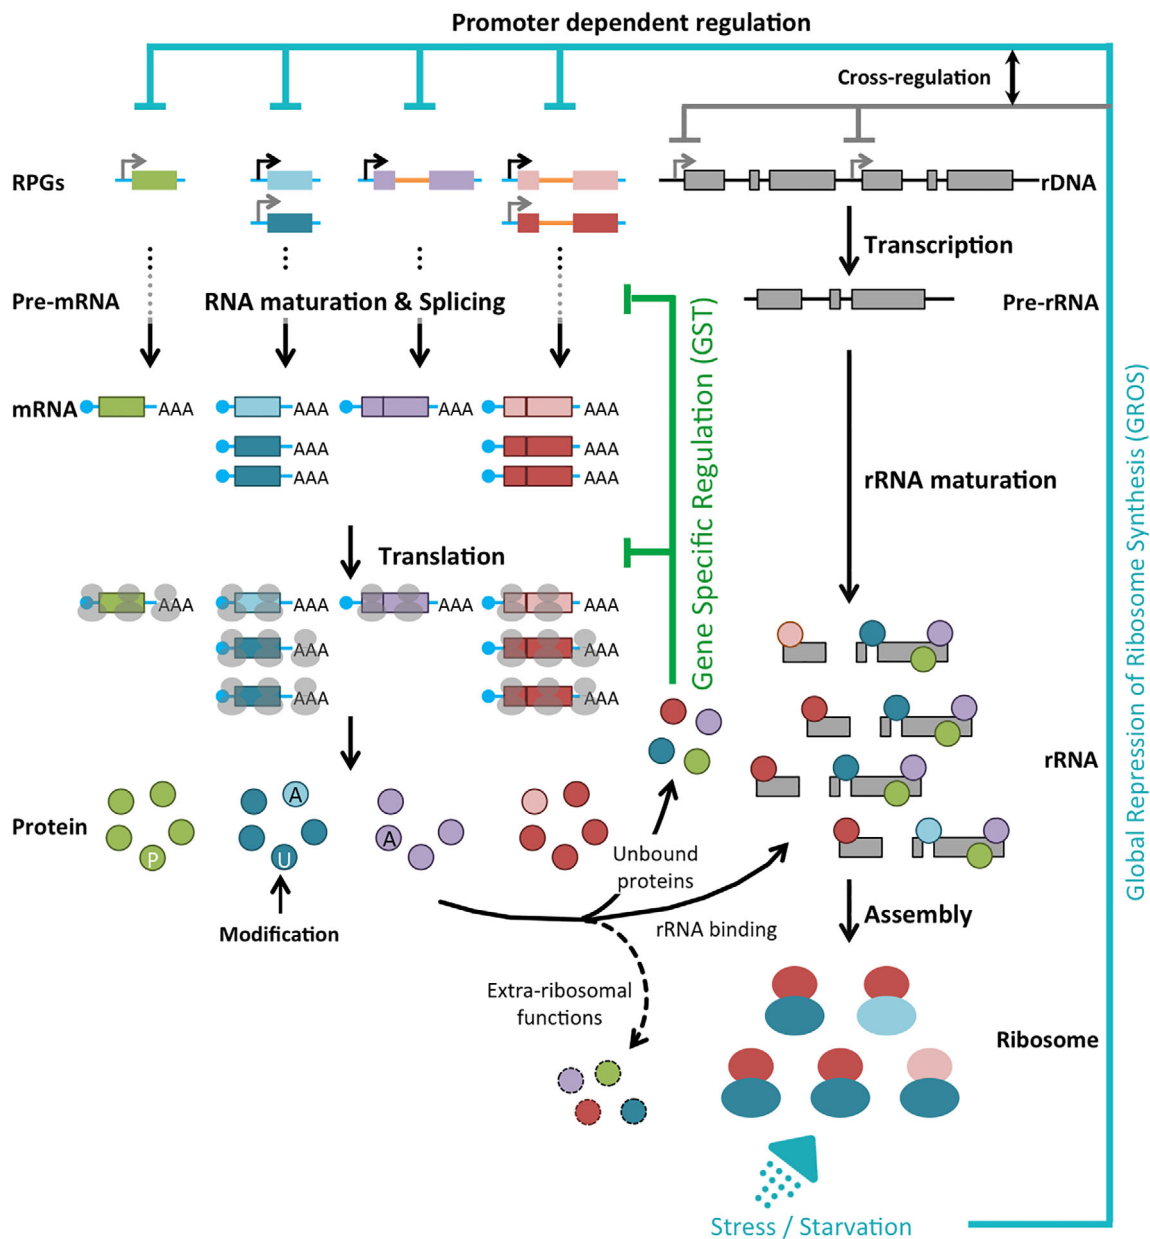 Promoter dependent regulation
Cross-regulation
RPGs
rDNA
Transcription
Pre-mRNA
RNA maturation & Splicing
Pre-rRNA
Gene Specific Regulation (GST)
Global Repression of Ribosome Synthesis (GROS)
mRNA
AAA
AAA
AAA
AAA
AAA
AAA
AAA
AAA
rRNA maturation
Translation
AAA
AAA
AAA
AAA
AAA
AAA
AAA
AAA
rRNA
Protein
A
A
P
U
Unbound
proteins
Modification
rRNA binding
Assembly
Extra-ribosomal
functions
Ribosome
Stress / Starvation